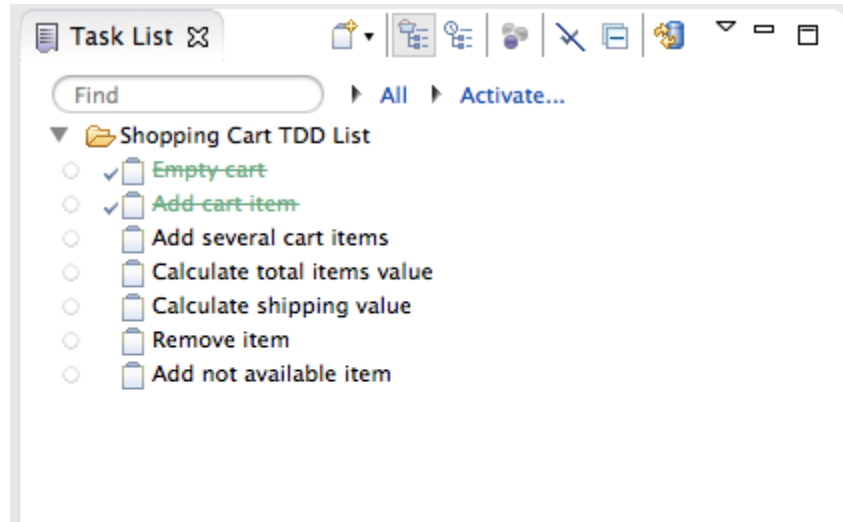 Task List
Find All Activate...
Shopping Cart TDD List
Empty cart
Add cart item
Add several cart items
Calculate total items value
Calculate shipping value
Remove item
Add not available item